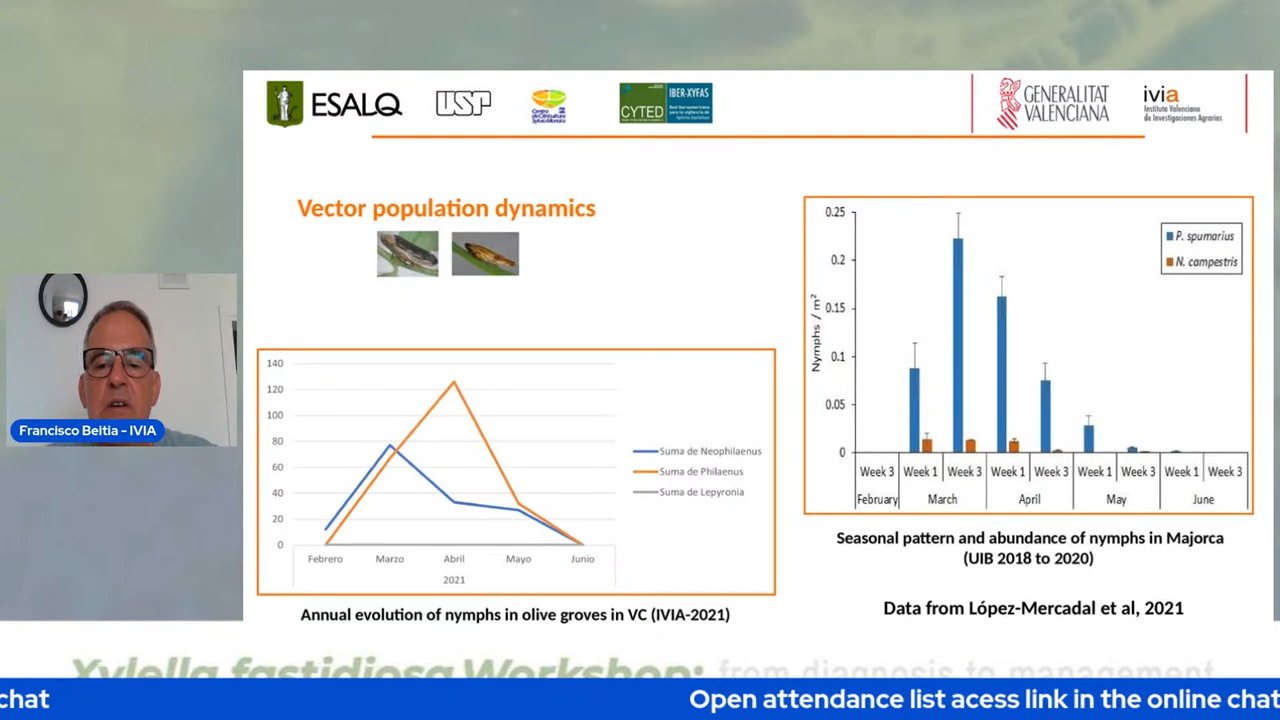 ESALQ
USP
Centro
de Citricultura
Sylvio Moreira
CYTED
IBER-XYFAS
GENERALITAT
VALENCIANA
ivia
Instituto Valenciano
de Investigaciones Agrarias
Vector population dynamics
140
120
100
80
60
40
20
0
Febrero
Marzo
Abril
Mayo
Junio
2021
Suma de Neophilaenus
Suma de Philaenus
Suma de Lepyronia
Annual evolution of nymphs in olive groves in VC (IVIA-2021)
0.25
0.2
0.15
0.1
0.05
0
Nymphs / m²
P. spumarius
N. campestris
Week 3
Week 1
Week 3
Week 1
Week 3
Week 1
Week 3
Week 1
Week 3
February
March
April
May
June
Seasonal pattern and abundance of nymphs in Majorca
(UIB 2018 to 2020)
Data from López-Mercadal et al, 2021
Francisco Beitia - IVIA
Xylella fastidiosa Workshop: from diagnosis to management
chat
Open attendance list acess link in the online chat